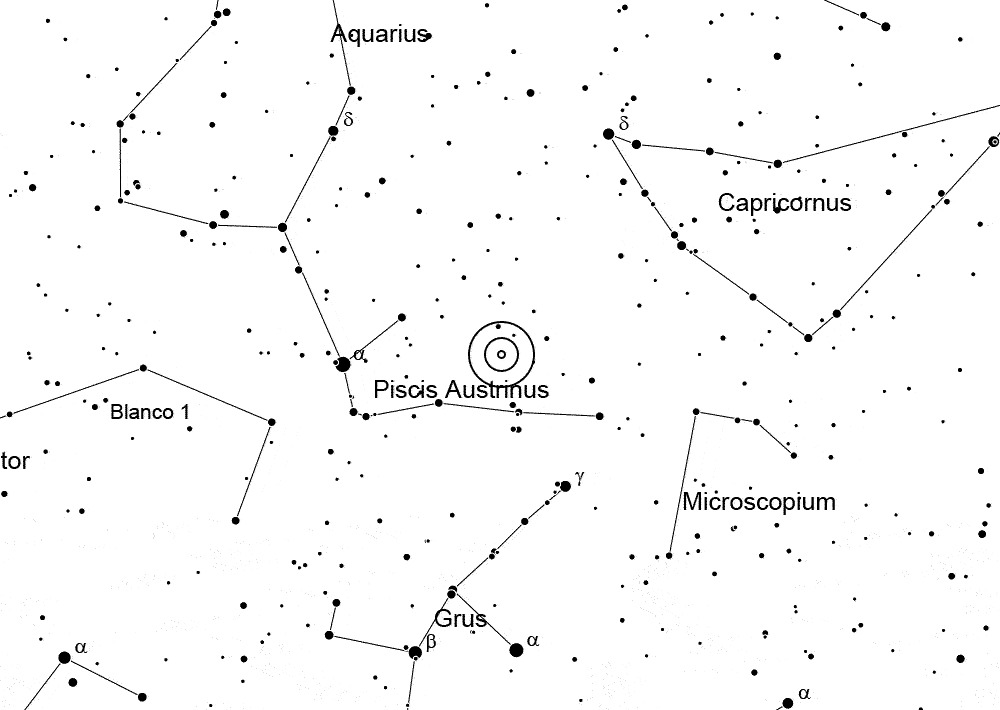 Aquarius
δ
δ
Capricornus
α
Piscis Austrinus
Blanco 1
tor
γ
Microscopium
Grus
β
α
α
α